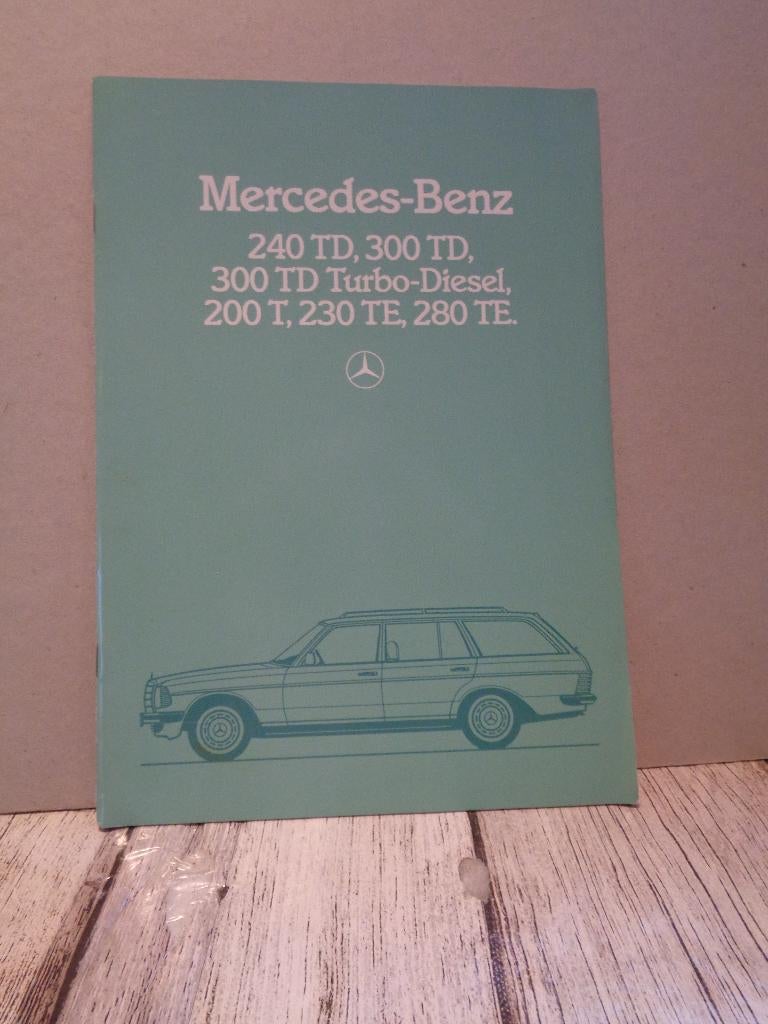 Mercedes-Benz
240 TD, 300 TD,
300 TD Turbo-Diesel,
200 T, 230 TE, 280 TE.